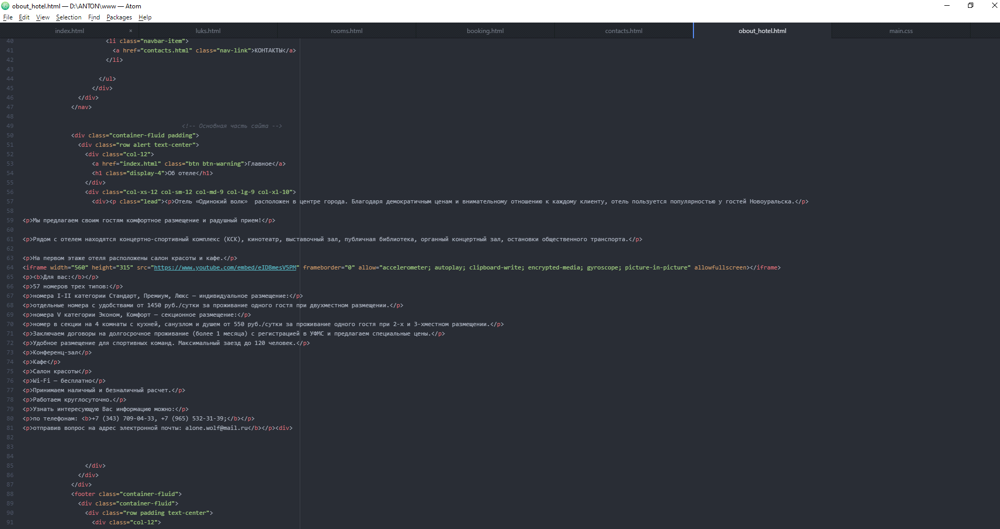 obout_hotel.html — D:\ANTON\www — Atom
File Edit View Selection Find Packages Help
index.html × luks.html rooms.html booking.html contacts.html obout_hotel.html main.css
40 <li class="navbar-item">
41 <a href="contacts.html" class="nav-link">КОНТАКТЫ</a>
42 </li>
43
44 </ul>
45 </div>
46 </div>
47 </nav>
48
49 <!-- Основная часть сайта -->
50 <div class="container-fluid padding">
51 <div class="row alert text-center">
52 <div class="col-12">
53 <a href="index.html" class="btn btn-warning">Главное</a>
54 <h1 class="display-4">Об отеле</h1>
55 </div>
56 <div class="col-xs-12 col-sm-12 col-md-9 col-lg-9 col-xl-10">
57 <div><p class="lead"><p>Отель «Одинокий волк»  расположен в центре города. Благодаря демократичным ценам и внимательному отношению к каждому клиенту, отель пользуется популярностью у гостей Новоуральска.</p>
58
59 <p>Мы предлагаем своим гостям комфортное размещение и радушный прием!</p>
60
61 <p>Рядом с отелем находятся концертно-спортивный комплекс (КСК), кинотеатр, выставочный зал, публичная библиотека, органный концертный зал, остановки общественного транспорта.</p>
62
63 <p>На первом этаже отеля расположены салон красоты и кафе.</p>
64 <iframe width="560" height="315" src="https://www.youtube.com/embed/eID8mesV5PM" frameborder="0" allow="accelerometer; autoplay; clipboard-write; encrypted-media; gyroscope; picture-in-picture" allowfullscreen></iframe>
65 <p><b>Для вас:</b></p>
66 <p>57 номеров трех типов:</p>
67 <p>номера I-II категории Стандарт, Премиум, Люкс — индивидуальное размещение:</p>
68 <p>отдельные номера с удобствами от 1450 руб./сутки за проживание одного гостя при двухместном размещении.</p>
69 <p>номера V категории Эконом, Комфорт — секционное размещение:</p>
70 <p>номер в секции на 4 комнаты с кухней, санузлом и душем от 550 руб./сутки за проживание одного гостя при 2-х и 3-хместном размещении.</p>
71 <p>Заключаем договоры на долгосрочное проживание (более 1 месяца) с регистрацией в УФМС и предлагаем специальные цены.</p>
72 <p>Удобное размещение для спортивных команд. Максимальный заезд до 120 человек.</p>
73 <p>Конференц-зал</p>
74 <p>Кафе</p>
75 <p>Салон красоты</p>
76 <p>Wi-Fi — бесплатно</p>
77 <p>Принимаем наличный и безналичный расчет.</p>
78 <p>Работаем круглосуточно.</p>
79 <p>Узнать интересующую Вас информацию можно:</p>
80 <p>по телефонам: <b>+7 (343) 709-04-33, +7 (965) 532-31-39;</b></p>
81 <p>отправив вопрос на адрес электронной почты: alone.wolf@mail.ru</b></p><div>
82
83
84
85 </div>
86 </div>
87 </div>
88 <footer class="container-fluid">
89 <div class="container-fluid">
90 <div class="row padding text-center">
91 <div class="col-12">